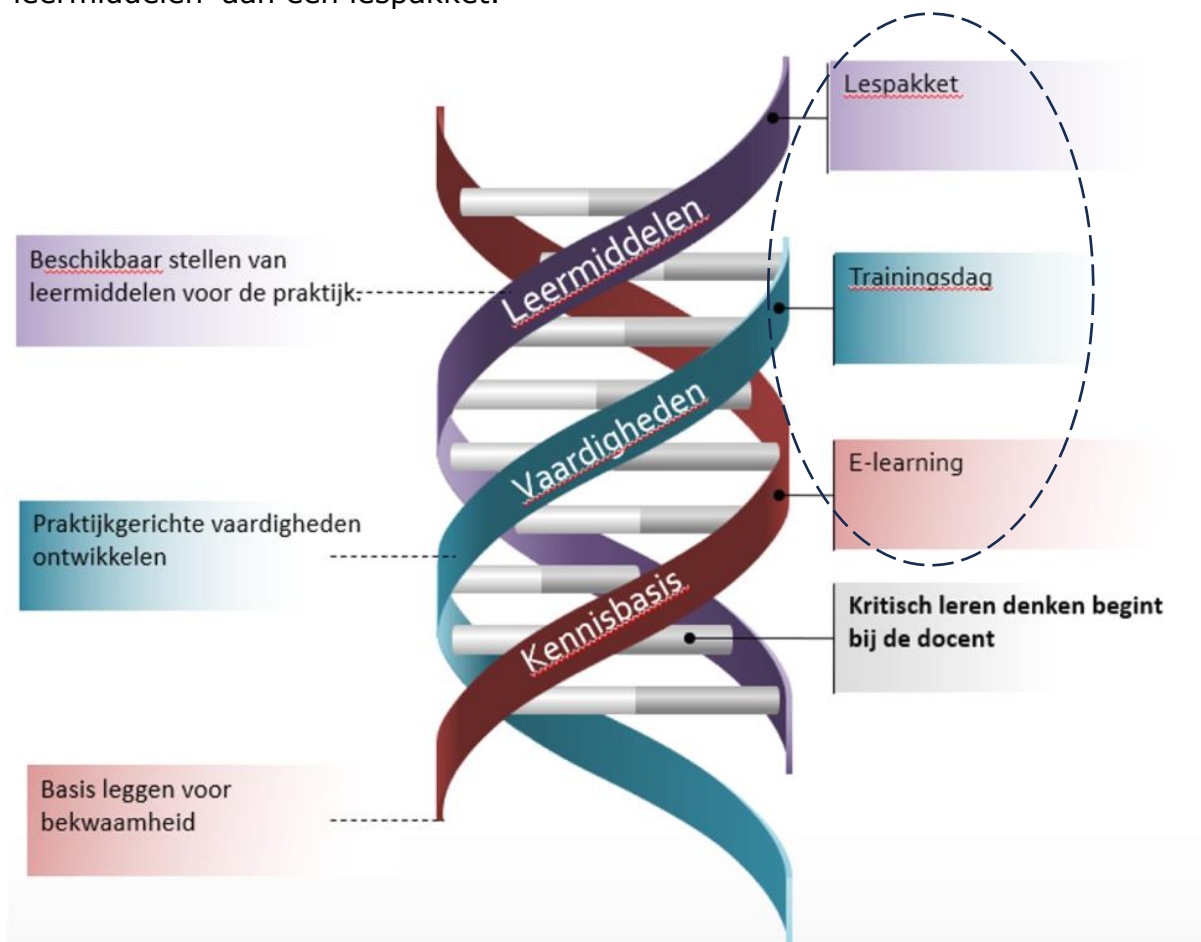 leermiddelen' aan een lespakket.
Lespakket
Leermiddelen
Beschikbaar stellen van
leermiddelen voor de praktijk.
Trainingsdag
Vaardigheden
E-learning
Praktijkgerichte vaardigheden
ontwikkelen
Kennisbasis
Kritisch leren denken begint
bij de docent
Basis leggen voor
bekwaamheid